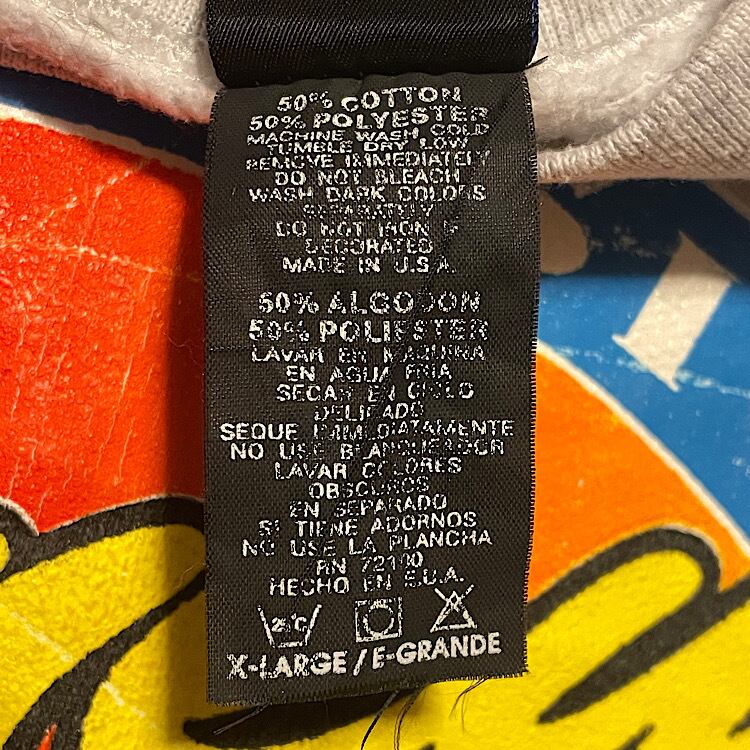 50% COTTON
50% POLYESTER
MACHINE WASH COLD
TUMBLE DRY LOW
REMOVE IMMEDIATELY
DO NOT BLEACH
WASH DARK COLORS
SEPARATELY
DO NOT IRON IF
DECORATED
MADE IN U.S.A.
50% ALGODON
50% POLIESTER
LAVAR EN MAQUINA
EN AGUA FRIA
SECAR EN CICLO
DELICADO
SEQUE IMMEDIATAMENTE
NO USE BLANQUEADOR
LAVAR COLORES
OBSCUROS
EN SEPARADO
SI TIENE ADORNOS
NO USE LA PLANCHA
RN 72100
HECHO EN E.U.A.
X-LARGE / E-GRANDE